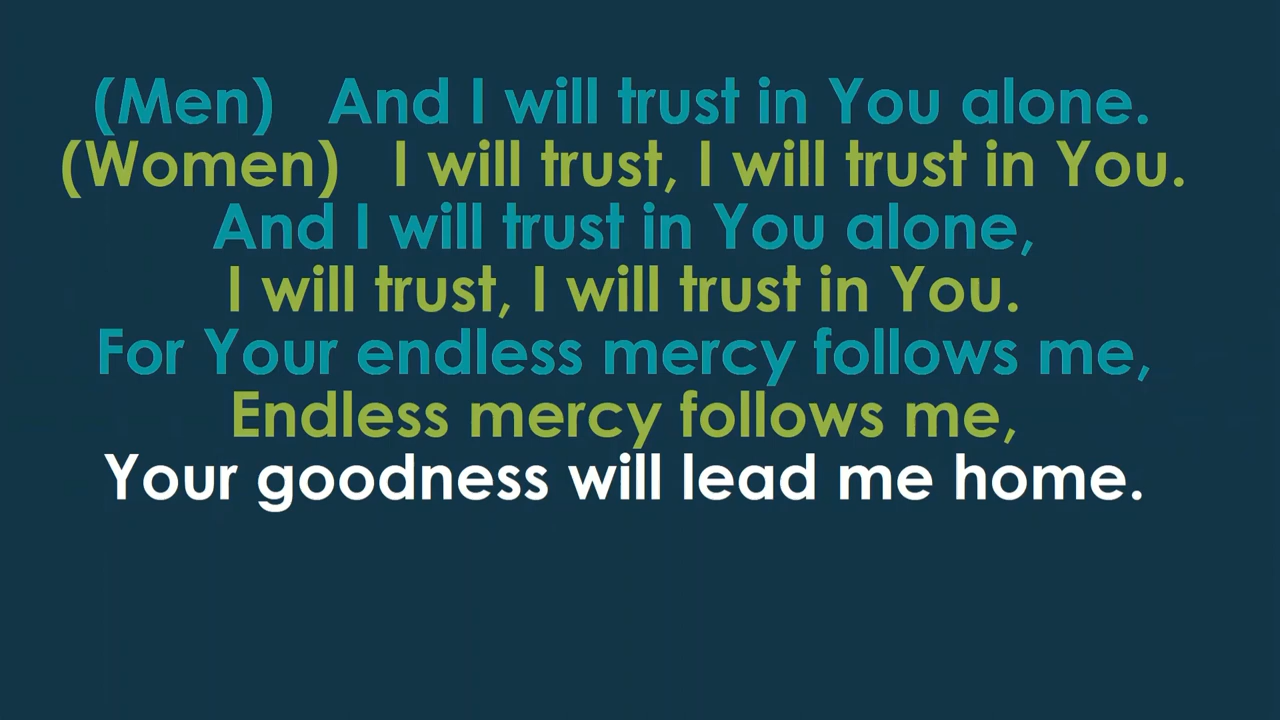 (Men) And I will trust in You alone.
(Women) I will trust, I will trust in You.
And I will trust in You alone,
I will trust, I will trust in You.
For Your endless mercy follows me,
Endless mercy follows me,
Your goodness will lead me home.